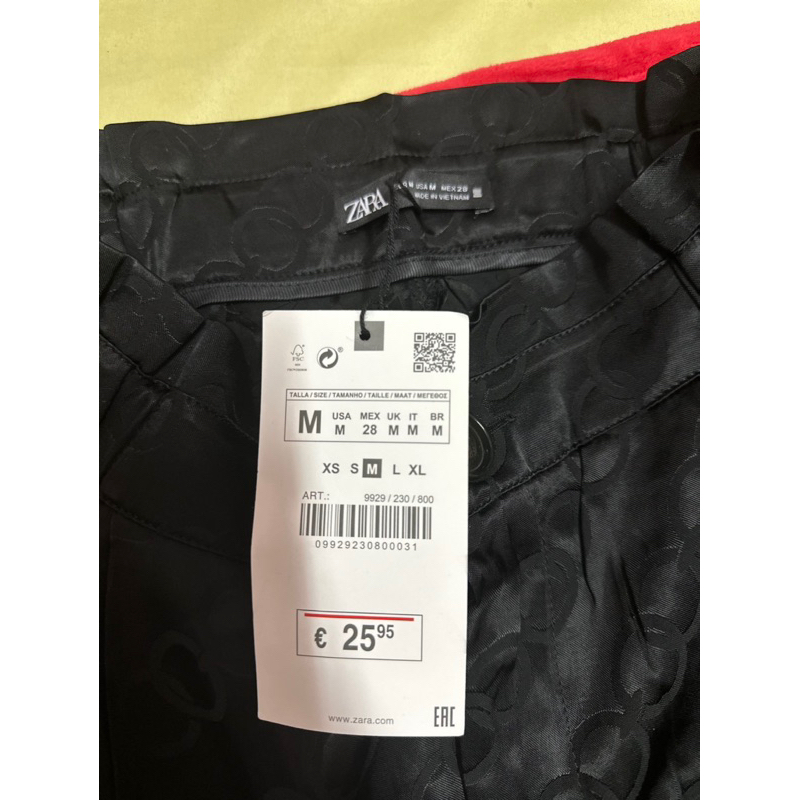 ZARA
USA M MEX 28
MADE IN VIETNAM
FSC
®
TALLA / SIZE / TAMANHO / TAILLE / MAAT / ΜΕΓΕΘΟΣ
M USA MEX UK IT BR
M 28 M M M
XS S M L XL
ART.: 9929 / 230 / 800
09929230800031
€ 25 95
www.zara.com
EAC